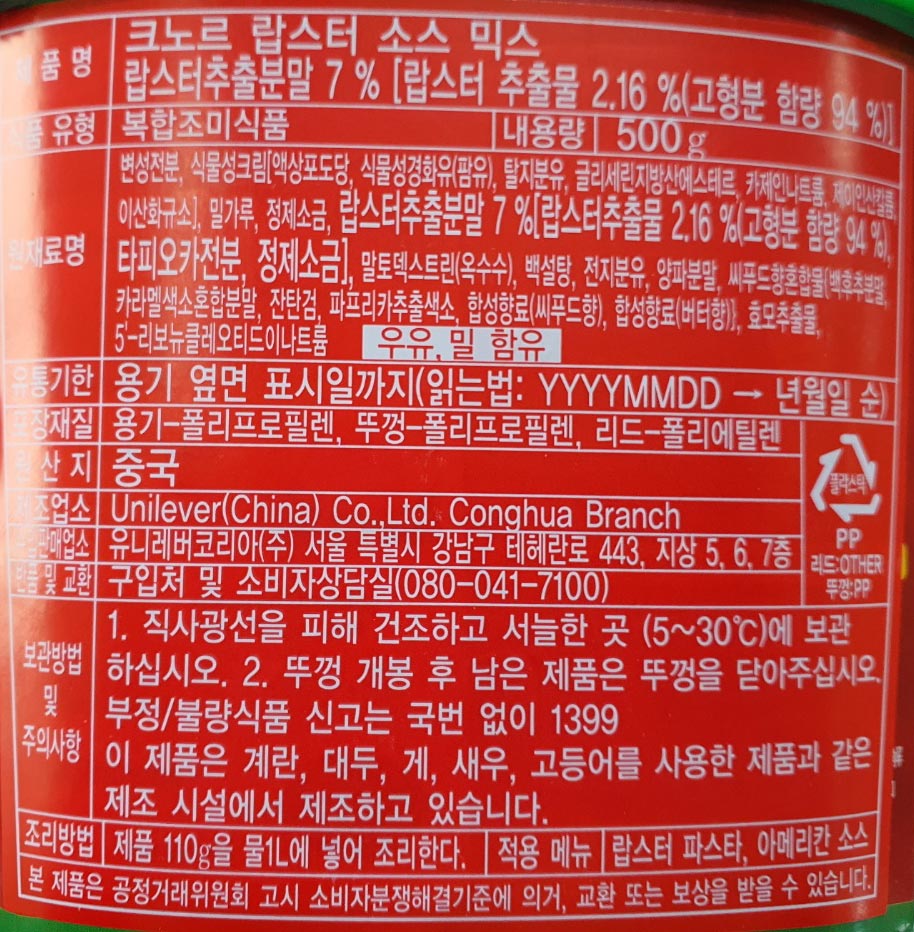 제품명 크노르 랍스터 소스 믹스
랍스터추출분말 7 % [랍스터 추출물 2.16 %(고형분 함량 94 %)]
식품 유형 복합조미식품 내용량 500g
변성전분, 식물성크림[액상포도당, 식물성경화유(팜유), 탈지분유, 글리세린지방산에스테르, 카제인나트륨, 제이인산칼륨,
이산화규소], 밀가루, 정제소금, 랍스터추출분말 7 %[랍스터추출물 2.16 %(고형분 함량 94 %),
원재료명 타피오카전분, 정제소금], 말토덱스트린(옥수수), 백설탕, 전지분유, 양파분말, 씨푸드향혼합물{백후추분말,
카라멜색소혼합분말, 잔탄검, 파프리카추출색소, 합성향료(씨푸드향), 합성향료(버터향)}, 효모추출물,
5'-리보뉴클레오티드이나트륨 우유, 밀 함유
유통기한 용기 옆면 표시일까지(읽는법: YYYYMMDD → 년월일 순)
포장재질 용기-폴리프로필렌, 뚜껑-폴리프로필렌, 리드-폴리에틸렌
원산지 중국
제조업소 Unilever(China) Co.,Ltd. Conghua Branch
유니레버코리아(주) 서울 특별시 강남구 테헤란로 443, 지상 5, 6, 7층
반품 및 교환 구입처 및 소비자상담실(080-041-7100)
플라스틱
PP
리드:OTHER
뚜껑:PP
보관방법
및
주의사항
1. 직사광선을 피해 건조하고 서늘한 곳 (5~30℃)에 보관
하십시오. 2. 뚜껑 개봉 후 남은 제품은 뚜껑을 닫아주십시오.
부정/불량식품 신고는 국번 없이 1399
이 제품은 계란, 대두, 게, 새우, 고등어를 사용한 제품과 같은
제조 시설에서 제조하고 있습니다.
조리방법 제품 110g을 물1L에 넣어 조리한다. 적용 메뉴 랍스터 파스타, 아메리칸 소스
본 제품은 공정거래위원회 고시 소비자분쟁해결기준에 의거, 교환 또는 보상을 받을 수 있습니다.